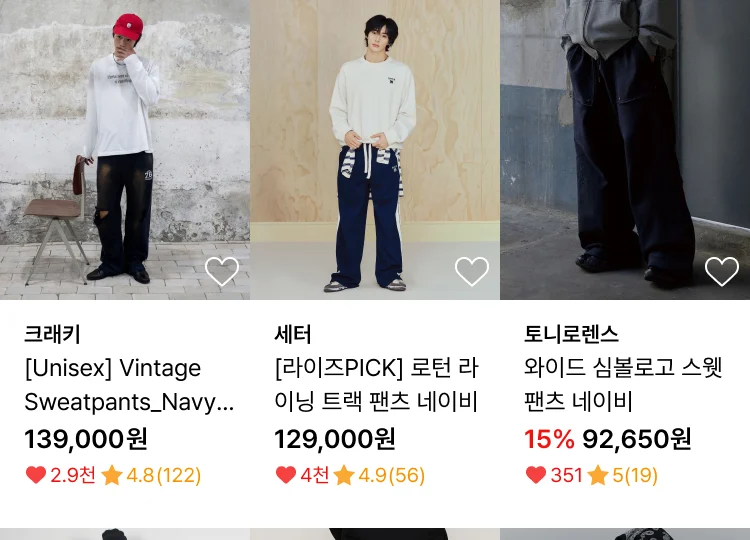 크래키
[Unisex] Vintage
Sweatpants_Navy...
139,000원
2.9천 4.8(122)
세터
[라이즈PICK] 로턴 라
이닝 트랙 팬츠 네이비
129,000원
4천 4.9(56)
토니로렌스
와이드 심볼로고 스웻
팬츠 네이비
15% 92,650원
351 5(19)